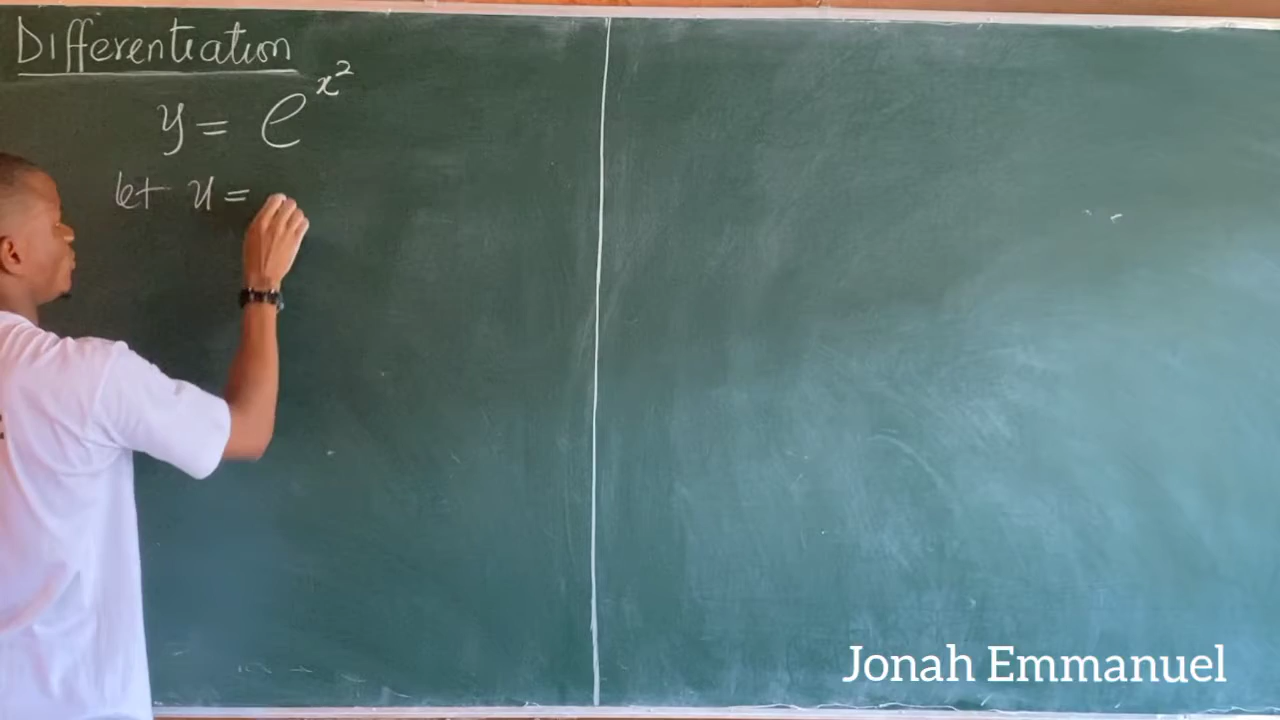 Differentiation
y = e^x²
let u =
Jonah Emmanuel